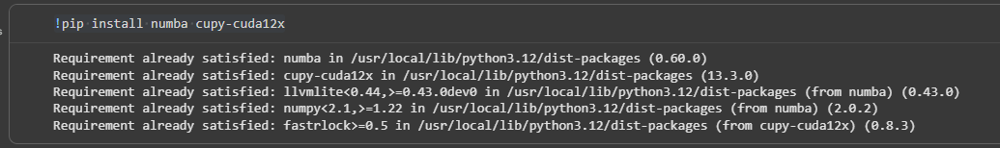 !pip install numba cupy-cuda12x
Requirement already satisfied: numba in /usr/local/lib/python3.12/dist-packages (0.60.0)
Requirement already satisfied: cupy-cuda12x in /usr/local/lib/python3.12/dist-packages (13.3.0)
Requirement already satisfied: llvmlite<0.44,>=0.43.0dev0 in /usr/local/lib/python3.12/dist-packages (from numba) (0.43.0)
Requirement already satisfied: numpy<2.1,>=1.22 in /usr/local/lib/python3.12/dist-packages (from numba) (2.0.2)
Requirement already satisfied: fastrlock>=0.5 in /usr/local/lib/python3.12/dist-packages (from cupy-cuda12x) (0.8.3)